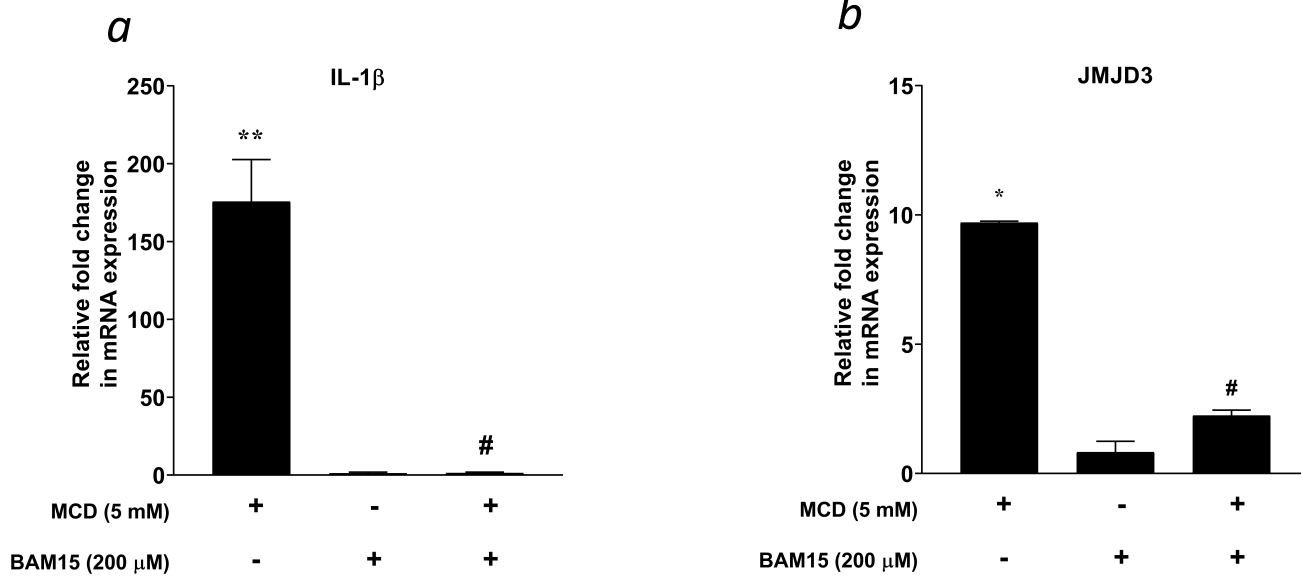 a
IL-1β
250
200
150
100
50
0
Relative fold change
in mRNA expression
**
#
MCD (5 mM) + - +
BAM15 (200 μM) - + +
b
JMJD3
15
10
5
0
Relative fold change
in mRNA expression
*
#
MCD (5 mM) + - +
BAM15 (200 μM) - + +